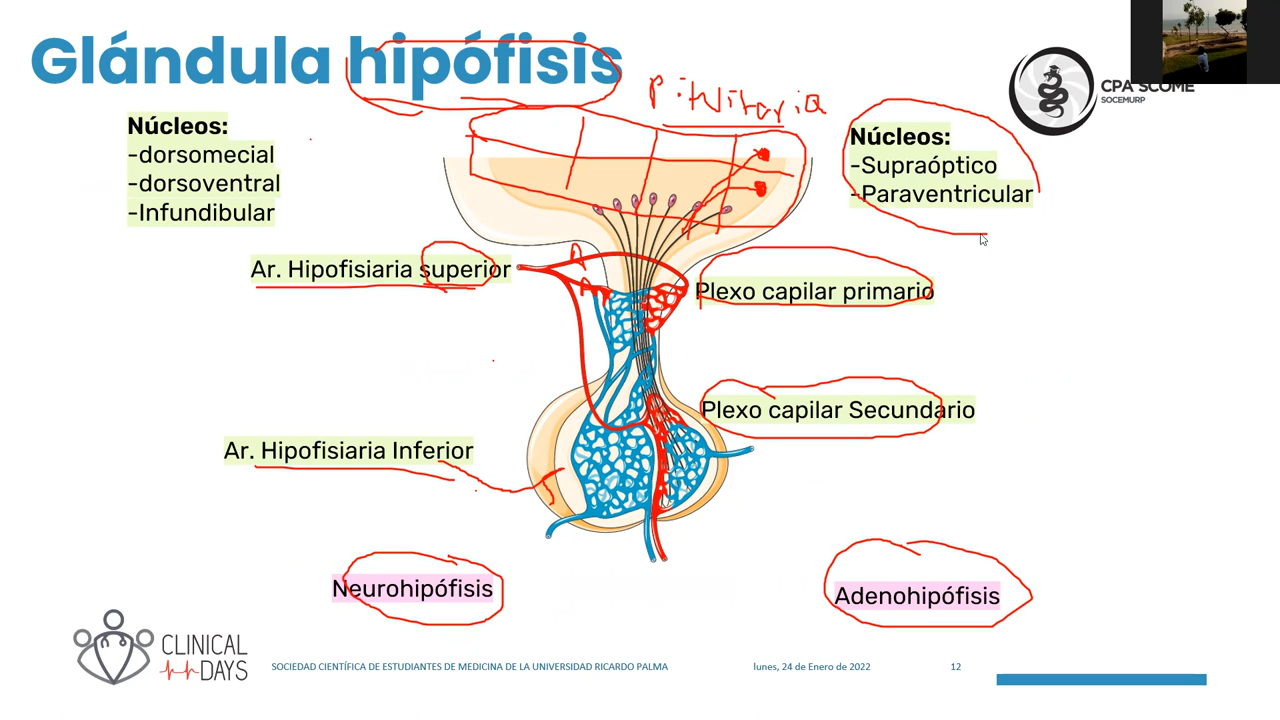 Glándula hipófisis
Pituitaria
CPA SCOME
SOCEMURP
Núcleos:
-dorsomecial
-dorsoventral
-Infundibular
Núcleos:
-Supraóptico
-Paraventricular
Ar. Hipofisiaria superior
Plexo capilar primario
Plexo capilar Secundario
Ar. Hipofisiaria Inferior
Neurohipófisis
Adenohipófisis
CLINICAL
DAYS
SOCIEDAD CIENTÍFICA DE ESTUDIANTES DE MEDICINA DE LA UNIVERSIDAD RICARDO PALMA
lunes, 24 de Enero de 2022
12